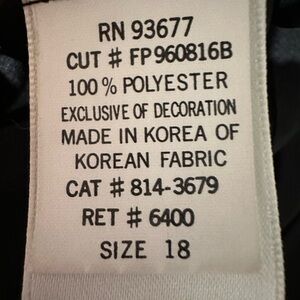 RN 93677
CUT # FP960816B
100% POLYESTER
EXCLUSIVE OF DECORATION
MADE IN KOREA OF
KOREAN FABRIC
CAT # 814-3679
RET # 6400
SIZE 18